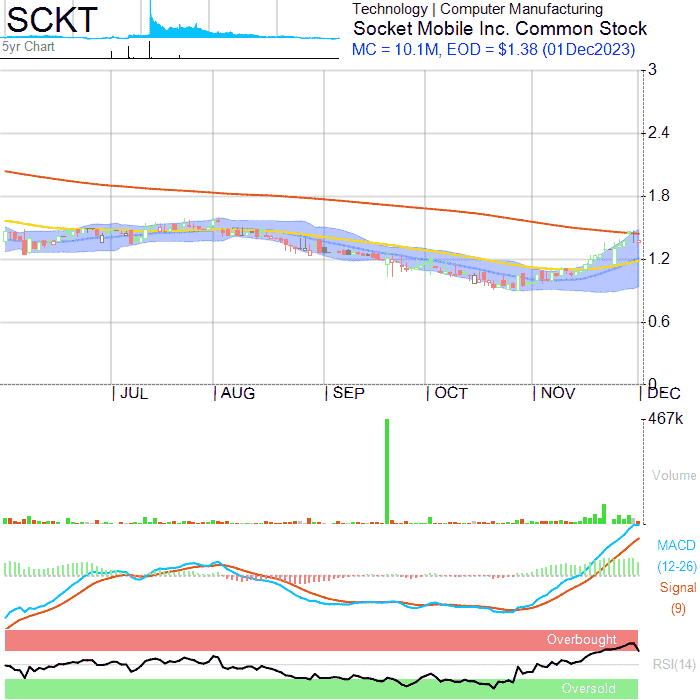 SCKT
5yr Chart
Technology | Computer Manufacturing
Socket Mobile Inc. Common Stock
MC = 10.1M, EOD = $1.38 (01Dec2023)
3
2.4
1.8
1.2
0.6
0
JUL
AUG
SEP
OCT
NOV
DEC
467k
Volume
MACD
(12-26)
Signal
(9)
Overbought
RSI(14)
Oversold